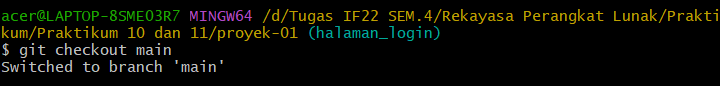 acer@LAPTOP-8SME03R7 MINGW64 /d/Tugas IF22 SEM.4/Rekayasa Perangkat Lunak/Prakti
kum/Praktikum 10 dan 11/proyek-01 (halaman_login)
$ git checkout main
Switched to branch 'main'